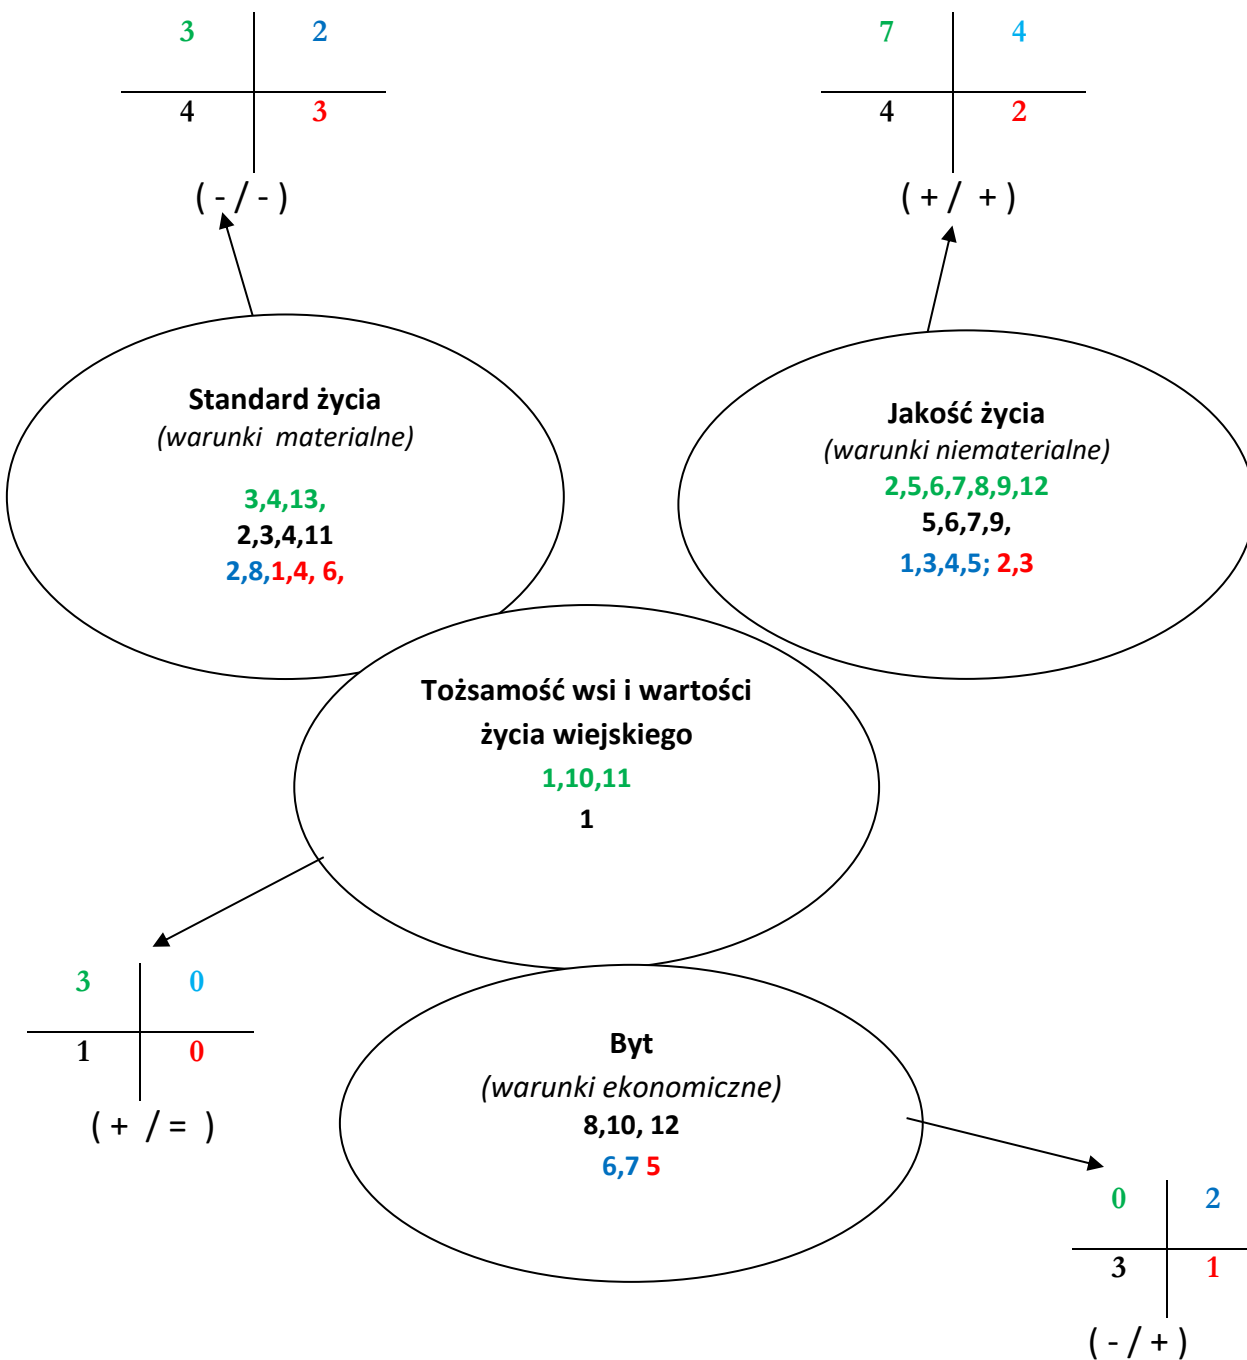 3 2
4 3
( - / - )
7 4
4 2
( + / + )
Standard życia
(warunki materialne)
3,4,13,
2,3,4,11
2,8,1,4, 6,
Jakość życia
(warunki niematerialne)
2,5,6,7,8,9,12
5,6,7,9,
1,3,4,5; 2,3
Tożsamość wsi i wartości
życia wiejskiego
1,10,11
1
3 0
1 0
( + / = )
Byt
(warunki ekonomiczne)
8,10, 12
6,7 5
0 2
3 1
( - / + )